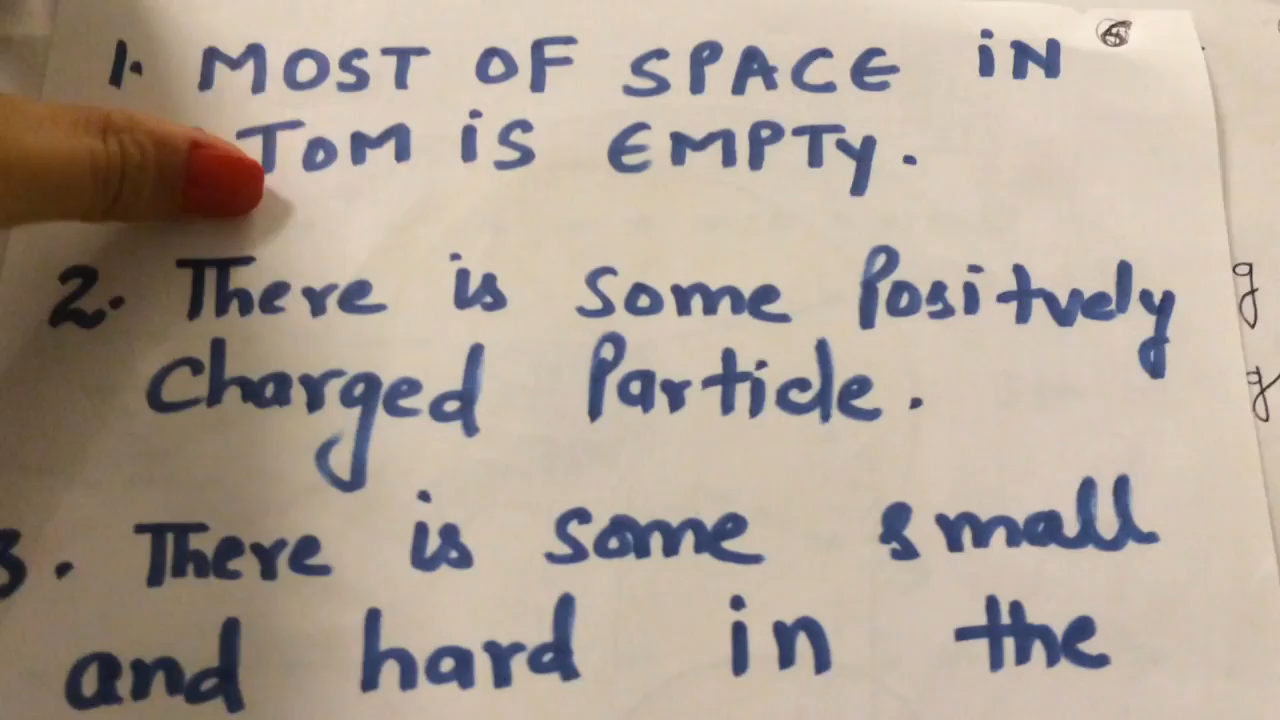 1. MOST OF SPACE iN
TOM iS EMPTY.
2. There is some Positvely
Charged Particle.
3. There is some small
and hard in the